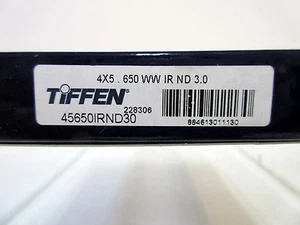 4X5 . 650 WW IR ND 3.0
TIFFEN
228306
45650IRND30
884613011130